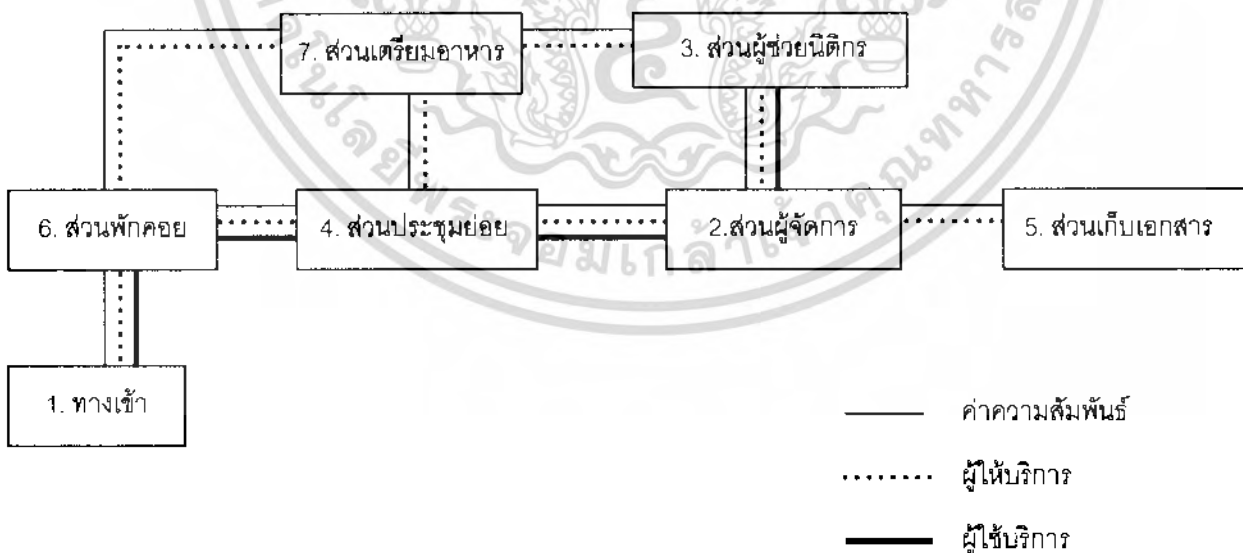 7. ส่วนเตรียมอาหาร
3. ส่วนผู้ช่วยนิติกร
6. ส่วนพักคอย
4. ส่วนประชุมย่อย
2.ส่วนผู้จัดการ
5. ส่วนเก็บเอกสาร
1. ทางเข้า
ค่าความสัมพันธ์
ผู้ให้บริการ
ผู้ใช้บริการ